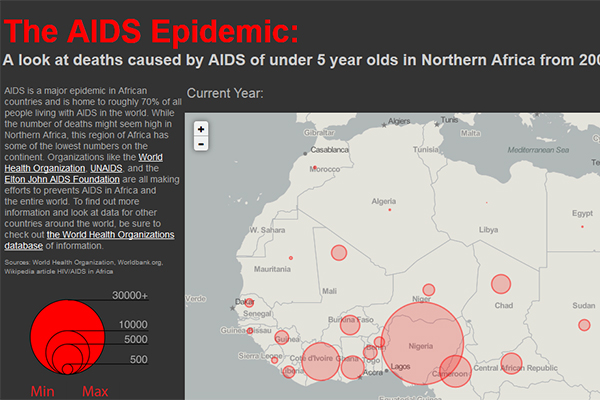 The AIDS Epidemic:
A look at deaths caused by AIDS of under 5 year olds in Northern Africa from 200
AIDS is a major epidemic in African
countries and is home to roughly 70% of all
people living with AIDS in the world. While
the number of deaths might seem high in
Northern Africa, this region of Africa has
some of the lowest numbers on the
continent. Organizations like the World
Health Organization, UNAIDS, and the
Elton John AIDS Foundation are all making
efforts to prevents AIDS in Africa and
the entire world. To find out more
information and look at data for other
countries around the world, be sure to
check out the World Health Organizations
database of information.
Sources: World Health Organization, Worldbank.org,
Wikipedia article HIV/AIDS in Africa
30000+
10000
5000
500
Min Max
Current Year:
+
-
Algiers
Tunis
Gibraltar
Malta
Casablanca
Tunisia
Mediterranean Sea
Morocco
Te
Algeria
Libya
Egypt
W. Sahara
Mauritania
Mali
Niger
Verde
Dakar
Chad
Sudan
Senegal
Burkina Faso
Guinea Bissau
Guinea
Benin
Nigeria
Sierra Leone
Cote d'Ivoire
Ghana
Togo
Liberia
Lagos
Accra
Cameroon
Central African Republic
Equatorial Guinea